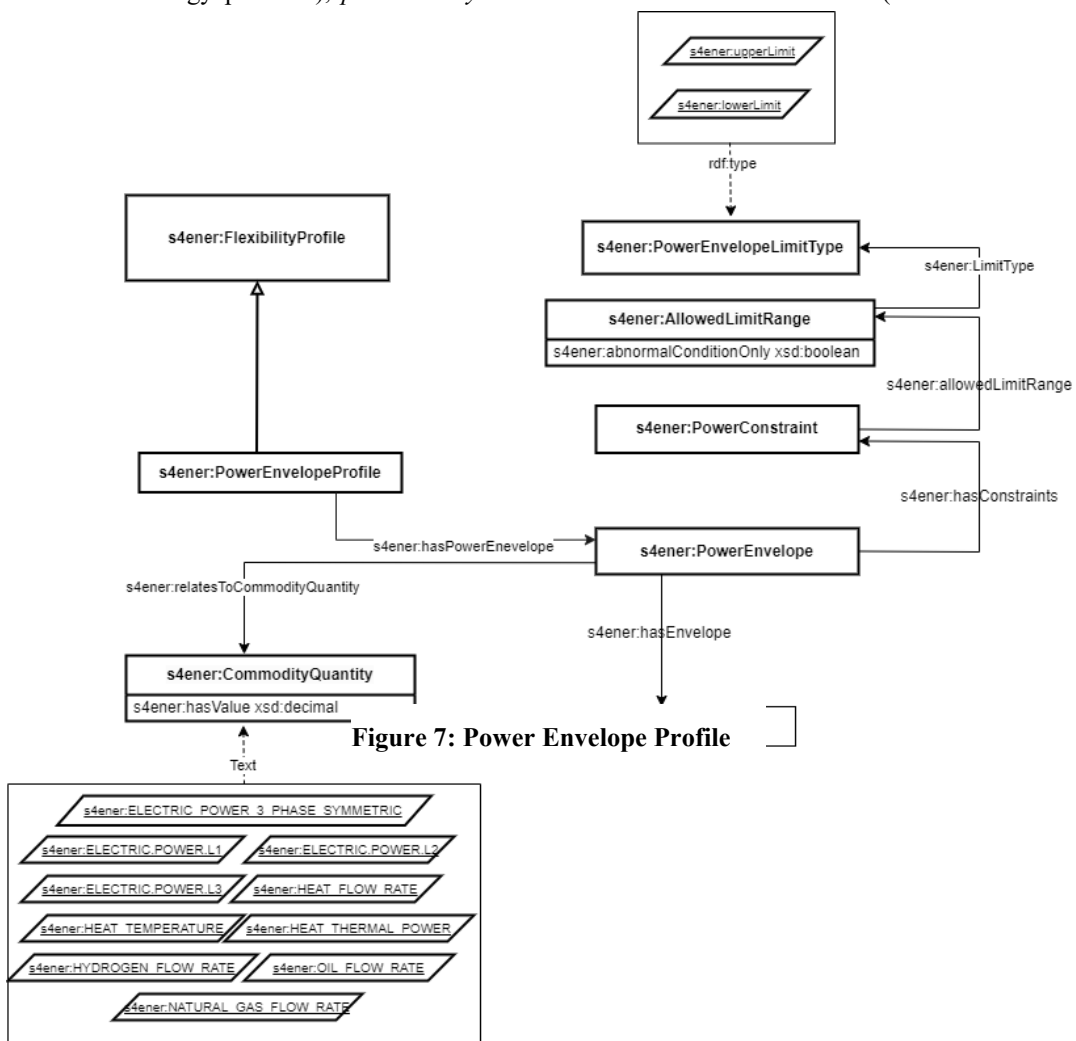 s4ener:upperLimit
s4ener:lowerLimit
rdf:type
s4ener:FlexibilityProfile
s4ener:PowerEnvelopeLimitType
s4ener:LimitType
s4ener:AllowedLimitRange
s4ener:abnormalConditionOnly xsd:boolean
s4ener:allowedLimitRange
s4ener:PowerConstraint
s4ener:PowerEnvelopeProfile
s4ener:hasConstraints
s4ener:hasPowerEnevelope
s4ener:PowerEnvelope
s4ener:relatesToCommodityQuantity
s4ener:hasEnvelope
s4ener:CommodityQuantity
s4ener:hasValue xsd:decimal
Figure 7: Power Envelope Profile
Text
s4ener:ELECTRIC_POWER_3_PHASE_SYMMETRIC
s4ener:ELECTRIC.POWER.L1 s4ener:ELECTRIC.POWER.L2
s4ener:ELECTRIC.POWER.L3 s4ener:HEAT_FLOW_RATE
s4ener:HEAT_TEMPERATURE s4ener:HEAT_THERMAL_POWER
s4ener:HYDROGEN_FLOW_RATE s4ener:OIL_FLOW_RATE
s4ener:NATURAL_GAS_FLOW_RATE